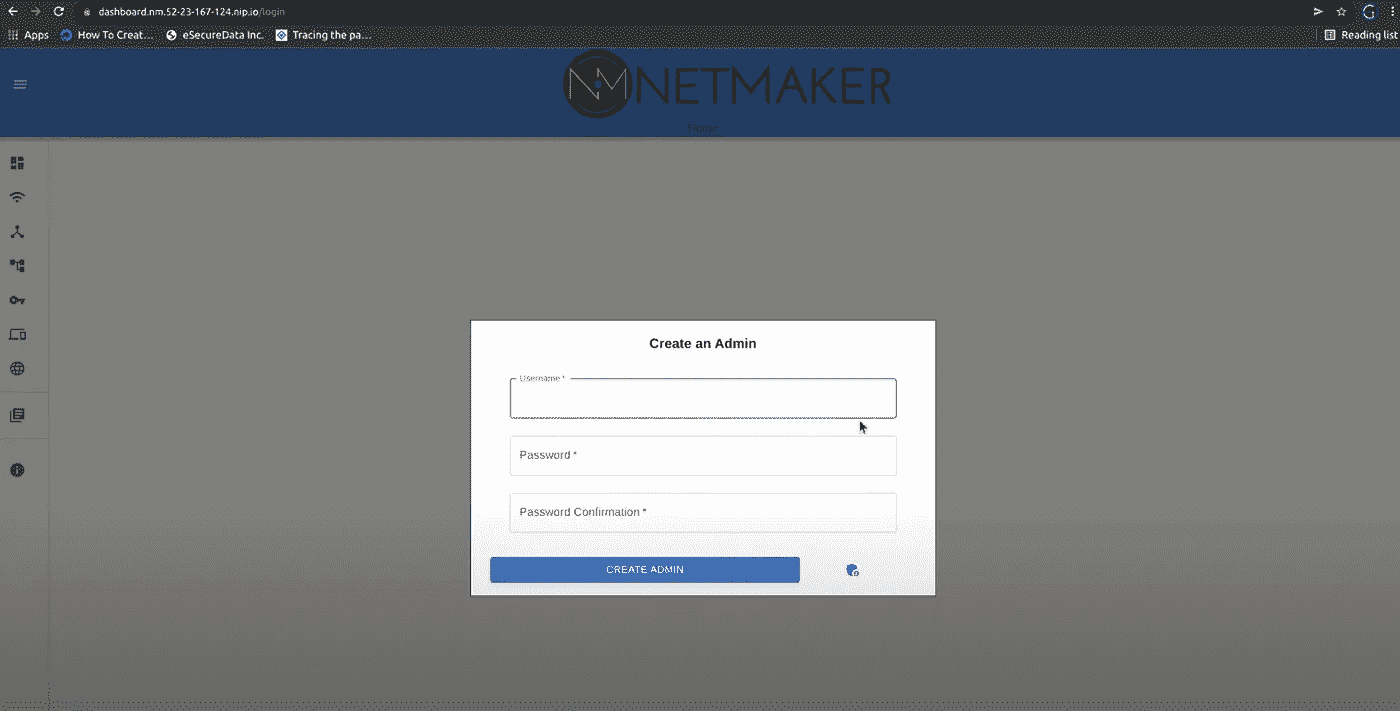 dashboard.nm.52-23-167-124.nip.io/login
Apps How To Creat... eSecureData Inc. Tracing the pa... Reading list
NM NETMAKER
Home
Create an Admin
Username *
Password *
Password Confirmation *
CREATE ADMIN